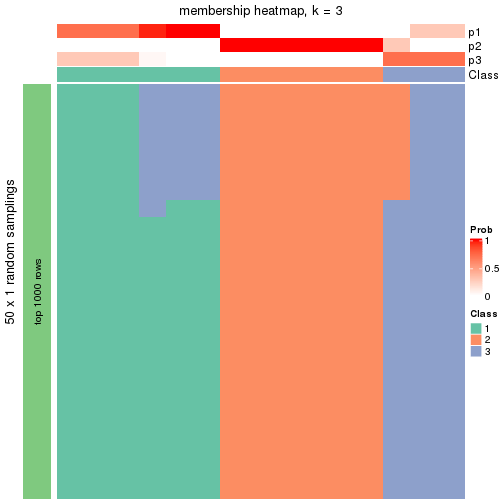 membership heatmap, k = 3
p1
p2
p3
Class
50 x 1 random samplings
top 1000 rows
Prob
1
0.5
0
Class
1
2
3